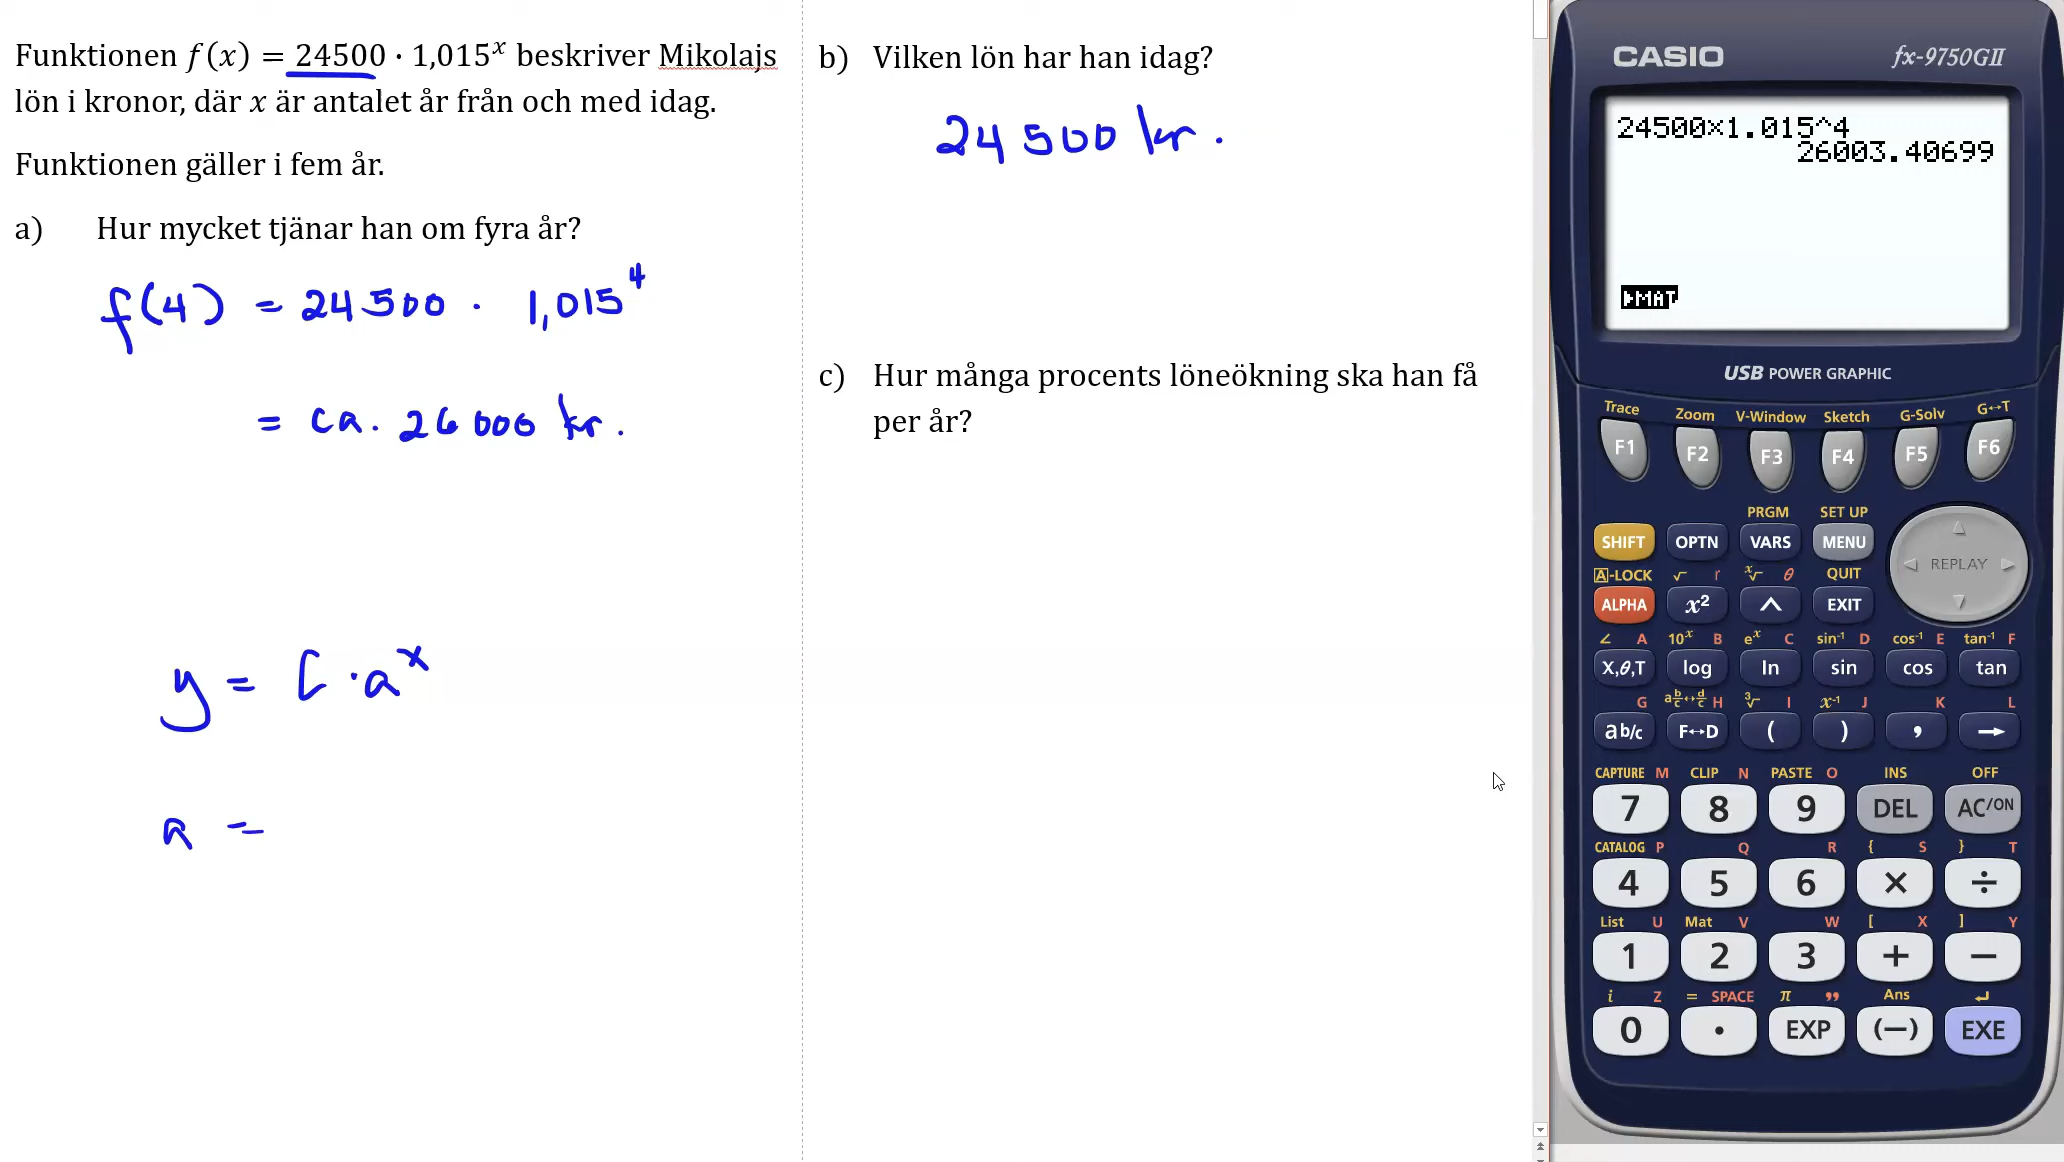 Funktionen f(x) = 24500 · 1,015^x beskriver Mikolajs
lön i kronor, där x är antalet år från och med idag.
Funktionen gäller i fem år.
a) Hur mycket tjänar han om fyra år?
f(4) = 24500 · 1,015^4
= ca. 26000 kr.
y = C · a^x
a =
b) Vilken lön har han idag?
24 500 kr.
c) Hur många procents löneökning ska han få
per år?
CASIO fx-9750GII
24500×1.015^4
26003.40699
▶MAT
USB POWER GRAPHIC
Trace Zoom V-Window Sketch G-Solv G↔T
F1 F2 F3 F4 F5 F6
PRGM SET UP
SHIFT OPTN VARS MENU
REPLAY
A-LOCK √ r ˣ√ θ QUIT
ALPHA x² ^ EXIT
∠ A 10ˣ B eˣ C sin⁻¹ D cos⁻¹ E tan⁻¹ F
X,θ,T log ln sin cos tan
G a b/c↔d/c H ³√ I x⁻¹ J K L
a b/c F↔D ( ) , →
CAPTURE M CLIP N PASTE O INS OFF
7 8 9 DEL AC/ON
CATALOG P Q R { S } T
4 5 6 × ÷
List U Mat V W [ X ] Y
1 2 3 + −
i Z = SPACE π " Ans ↵
0 · EXP (−) EXE